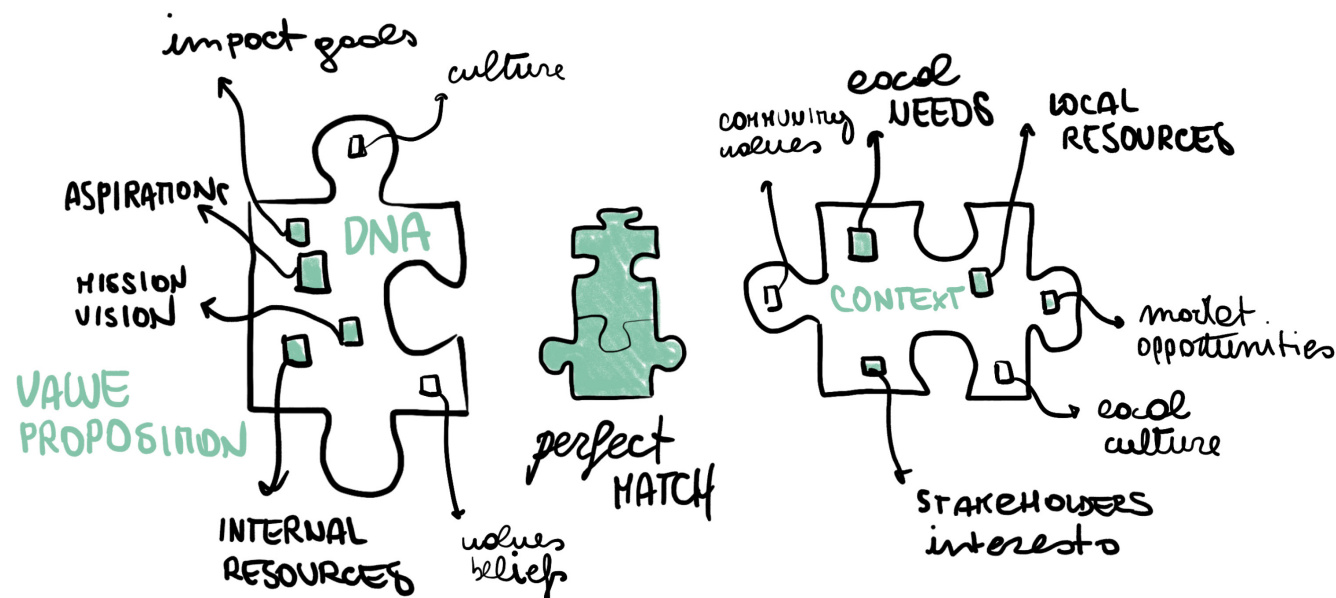 impact goals
culture
ASPIRATIONS
DNA
MISSION
VISION
VALUE
PROPOSITION
INTERNAL
RESOURCES
values
beliefs
perfect
MATCH
COMMUNITY
values
local
NEEDS
LOCAL
RESOURCES
CONTEXT
market
opportunities
local
culture
STAKEHOLDERS
interests